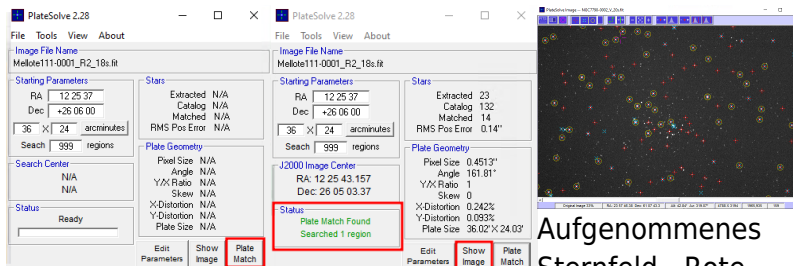 PlateSolve 2.28
File Tools View About
Image File Name
Mellote111-0001_R2_18s.fit
Starting Parameters
RA 12 25 37
Dec +26 06 00
36 X 24 arcminutes
Seach 999 regions
Stars
Extracted N/A
Catalog N/A
Matched N/A
RMS Pos Error N/A
Search Center
N/A
N/A
Plate Geometry
Pixel Size N/A
Angle N/A
Y/X Ratio N/A
Skew N/A
X-Distortion N/A
Y-Distortion N/A
Plate Size N/A
Status
Ready
Edit Parameters
Show Image
Plate Match
PlateSolve 2.28
File Tools View About
Image File Name
Mellote111-0001_R2_18s.fit
Starting Parameters
RA 12 25 37
Dec +26 06 00
36 X 24 arcminutes
Seach 999 regions
Stars
Extracted 23
Catalog 132
Matched 14
RMS Pos Error 0.14"
J2000 Image Center
RA: 12 25 43.157
Dec: 26 05 03.37
Plate Geometry
Pixel Size 0.4513"
Angle 161.81°
Y/X Ratio 1
Skew 0
X-Distortion 0.242%
Y-Distortion 0.093%
Plate Size 36.02' X 24.03'
Status
Plate Match Found
Searched 1 region
Edit Parameters
Show Image
Plate Match
Aufgenommenes